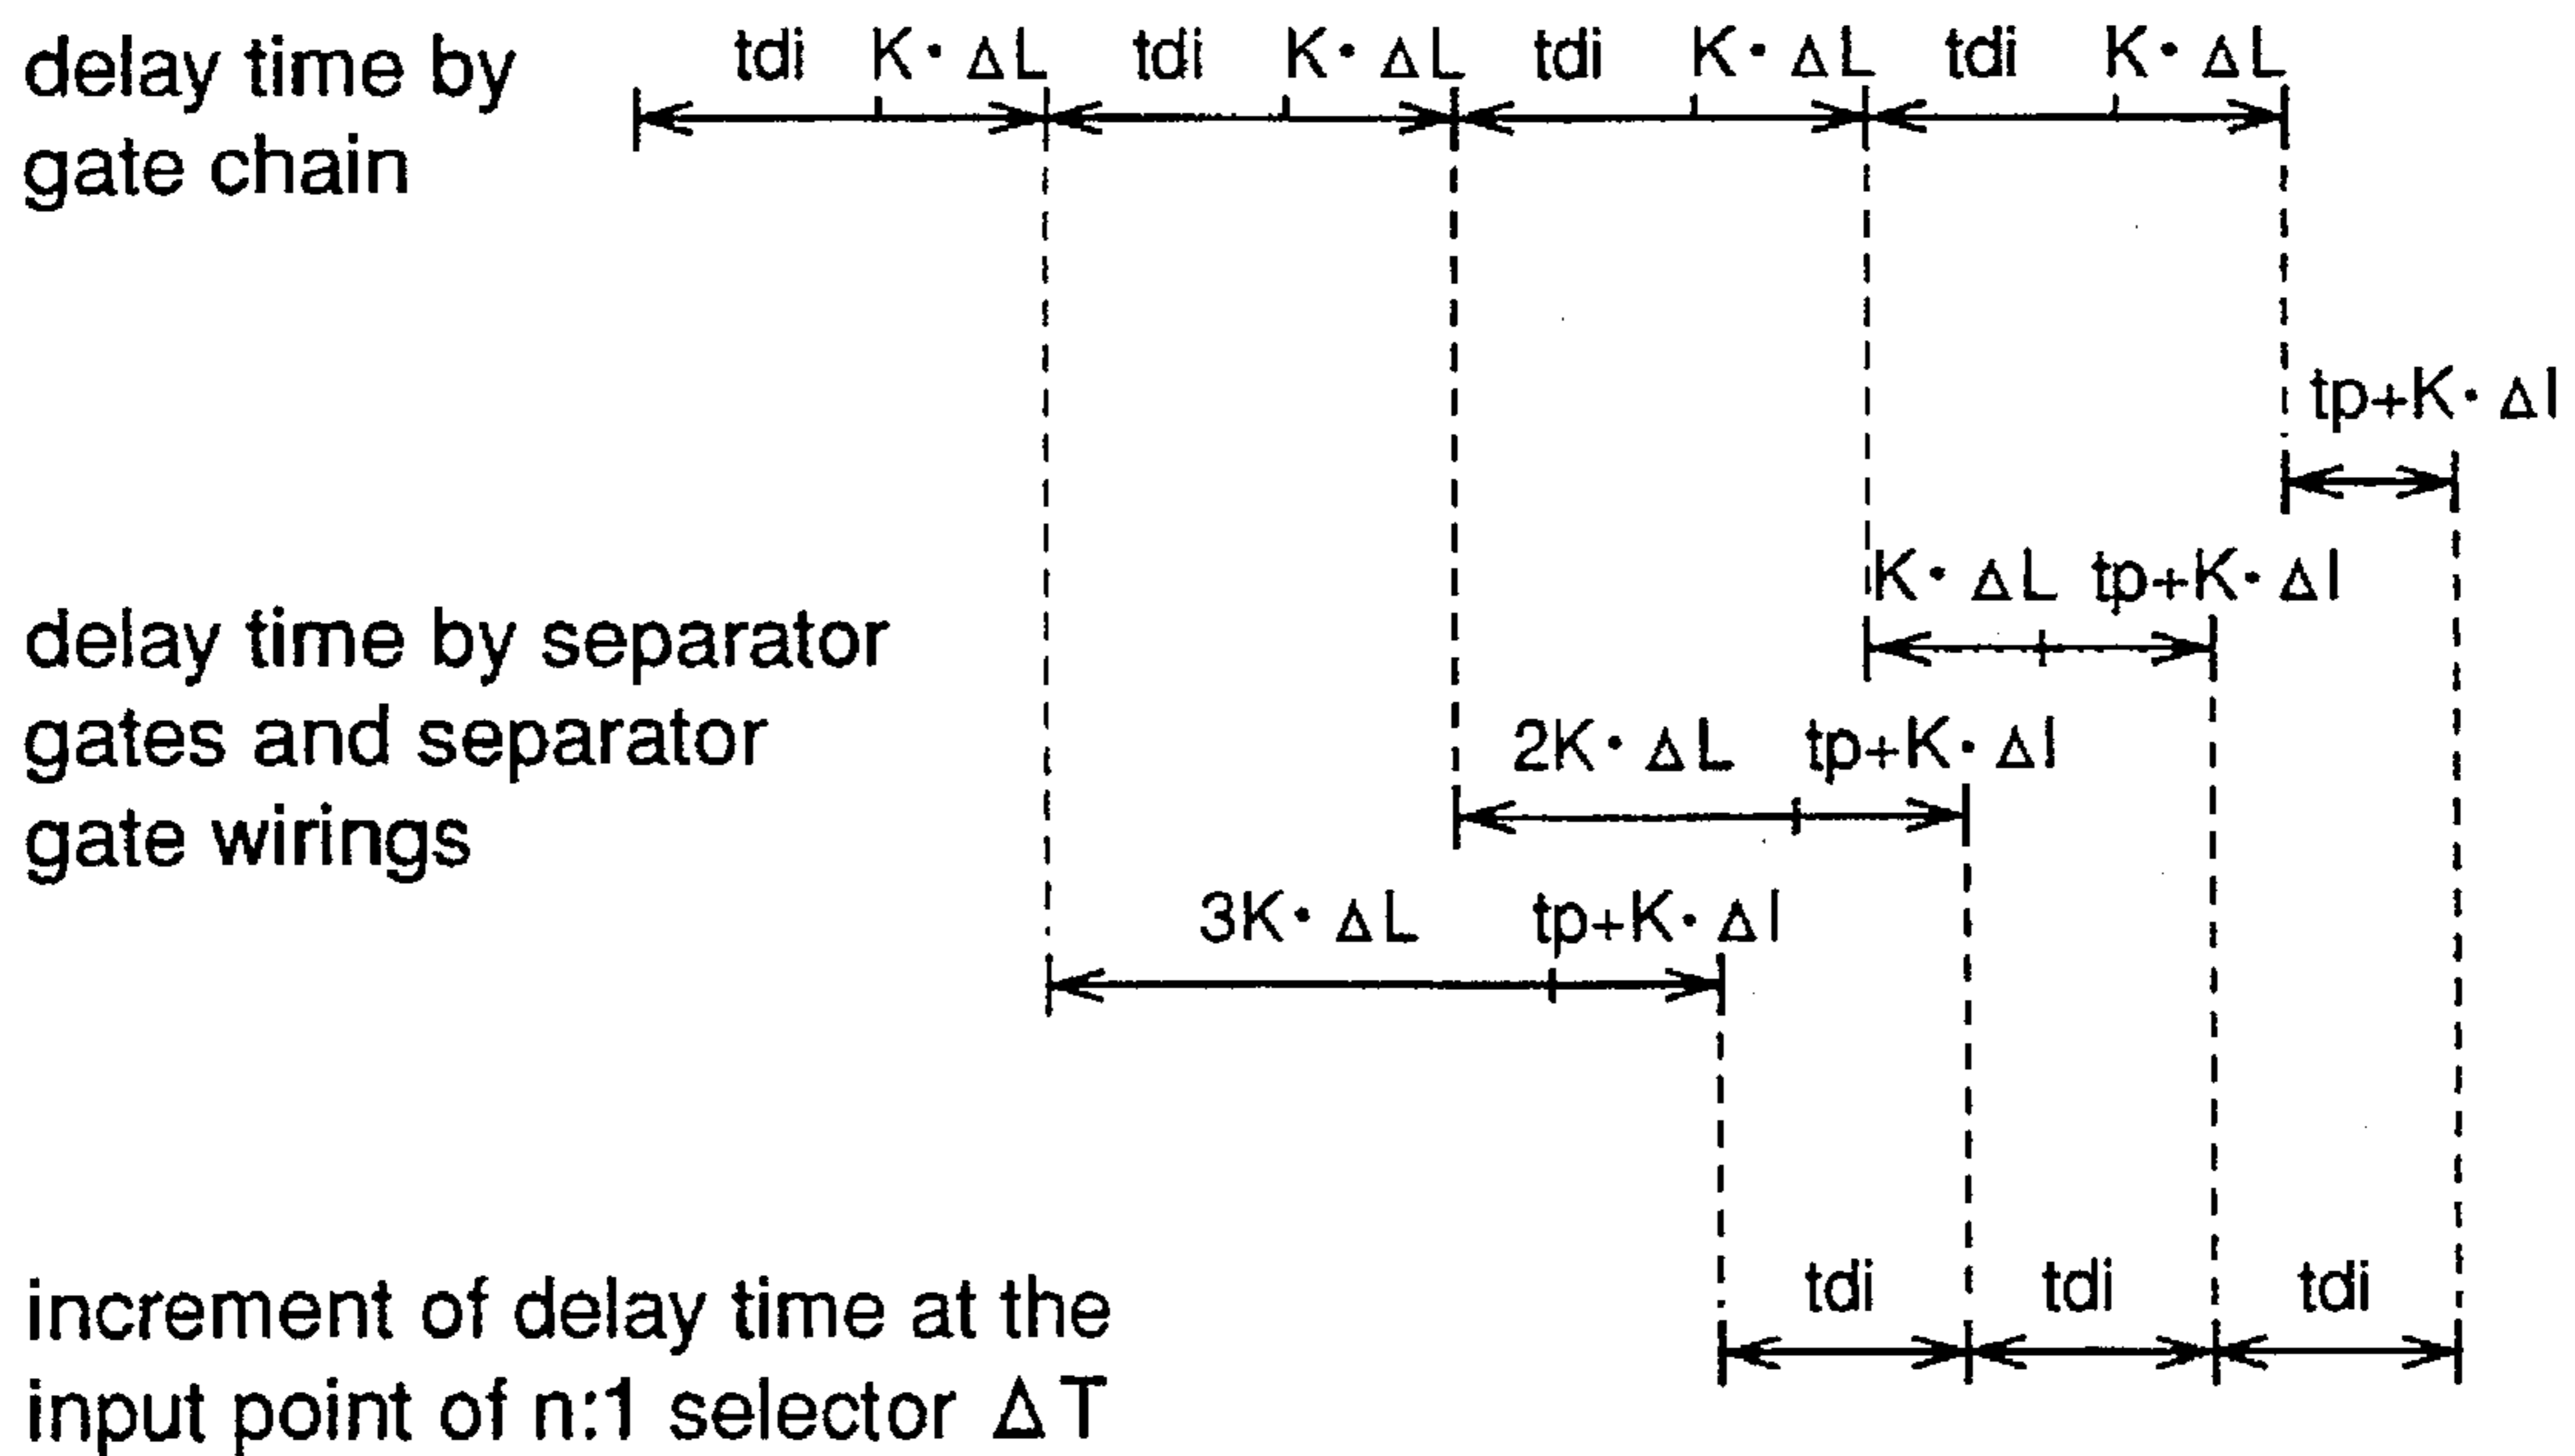 tdi K・ΔL tdi K・ΔL tdi K・ΔL tdi K・ΔL
delay time by
gate chain
tp+K・Δl
K・ΔL tp+K・Δl
delay time by separator
gates and separator
gate wirings
2K・ΔL tp+K・Δl
3K・ΔL tp+K・Δl
tdi tdi tdi
increment of delay time at the
input point of n:1 selector ΔT